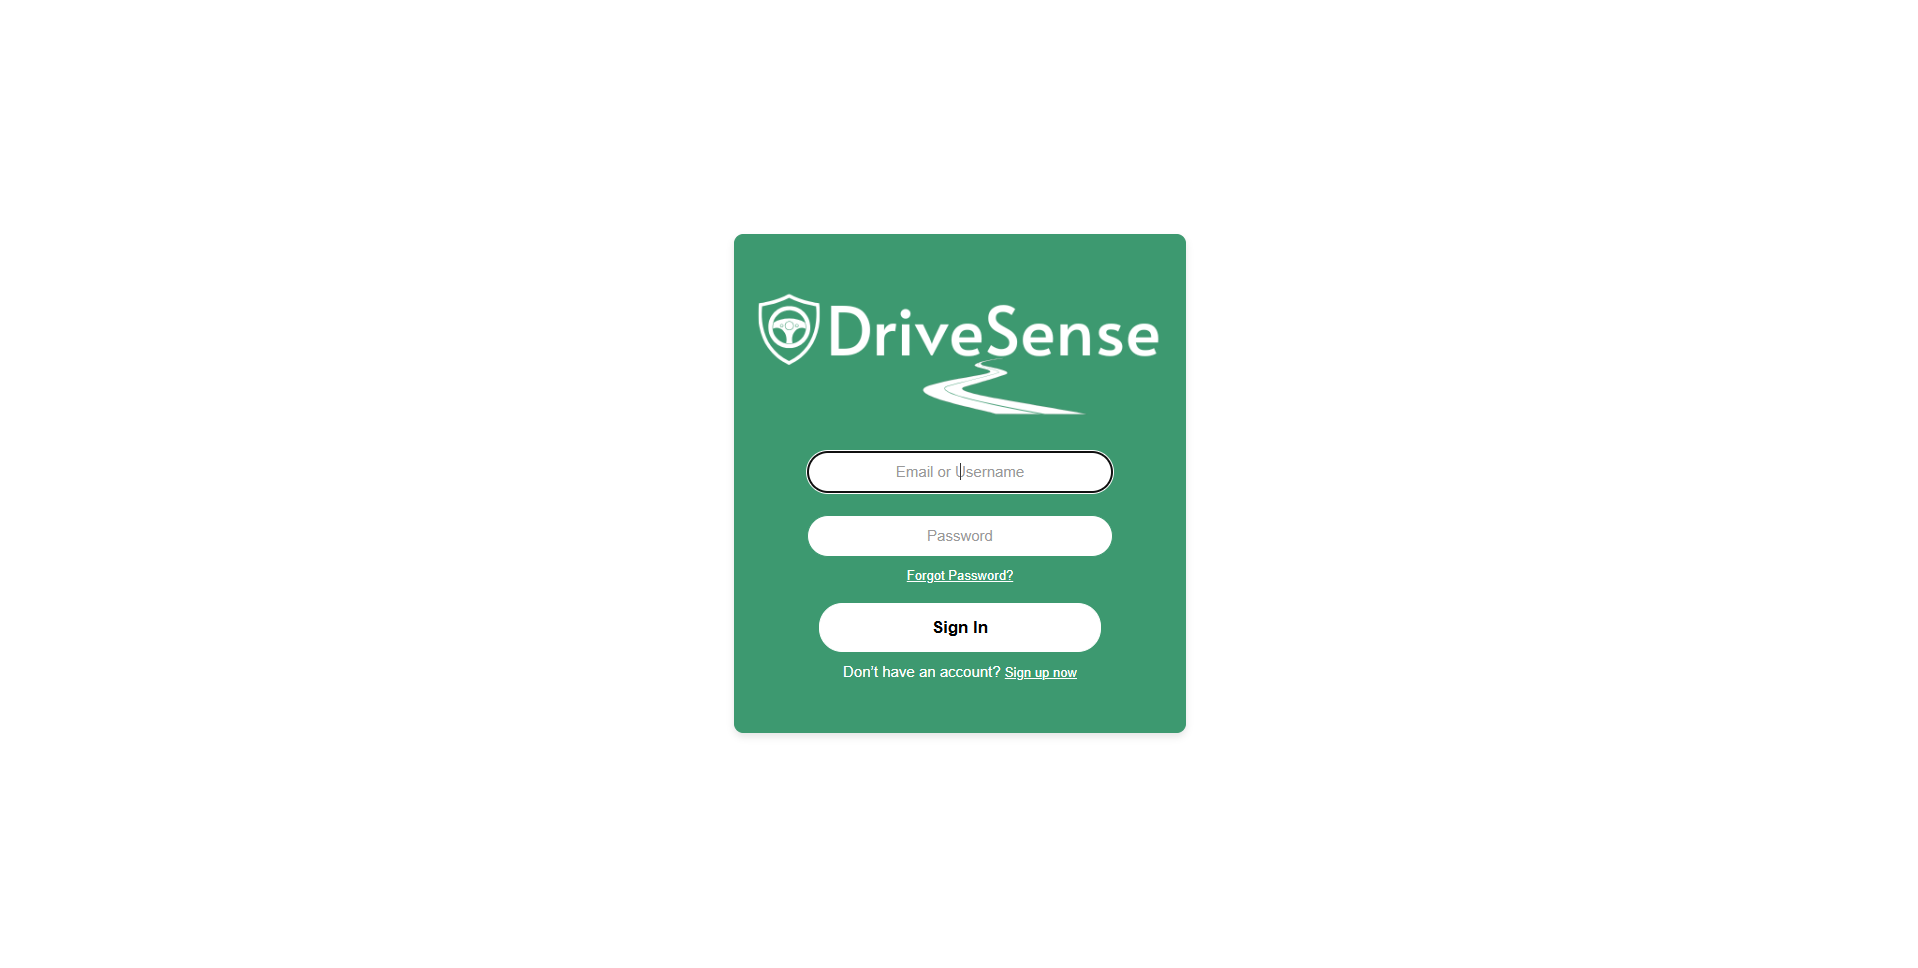 DriveSense
Email or Username
Password
Forgot Password?
Sign In
Don't have an account? Sign up now